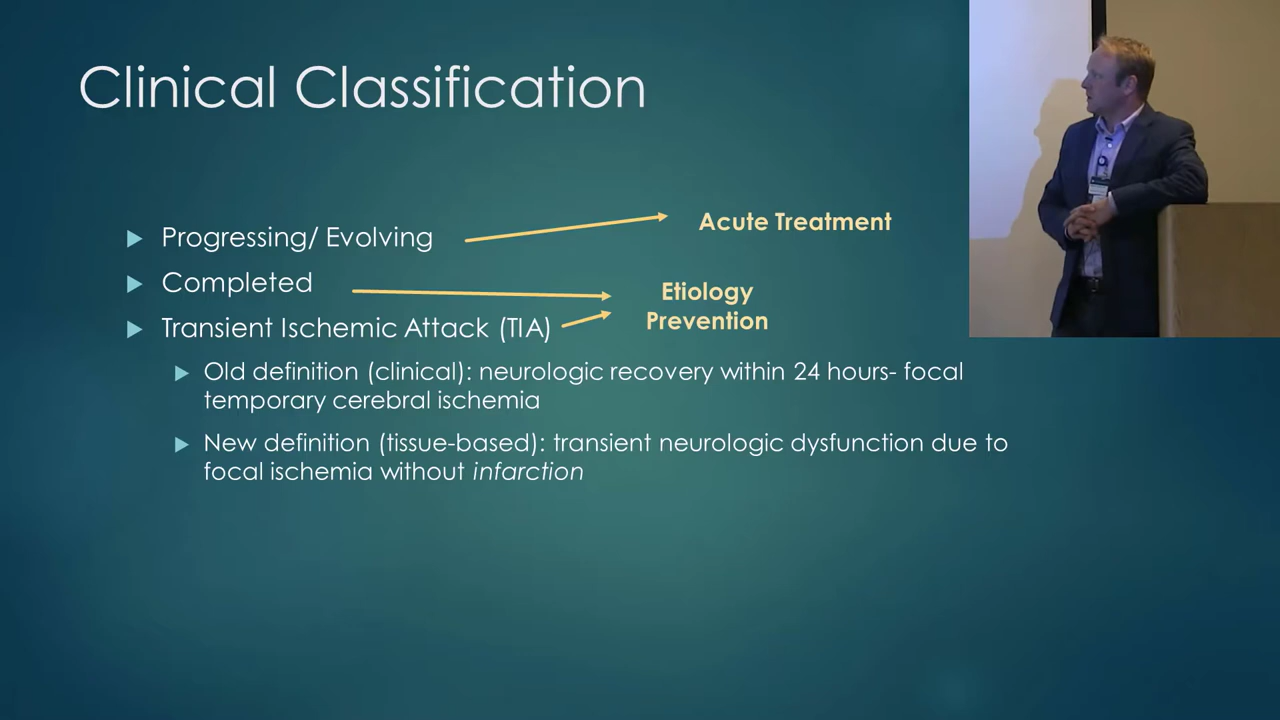 Clinical Classification
Progressing/ Evolving
Acute Treatment
Completed
Etiology
Prevention
Transient Ischemic Attack (TIA)
Old definition (clinical): neurologic recovery within 24 hours- focal
temporary cerebral ischemia
New definition (tissue-based): transient neurologic dysfunction due to
focal ischemia without infarction